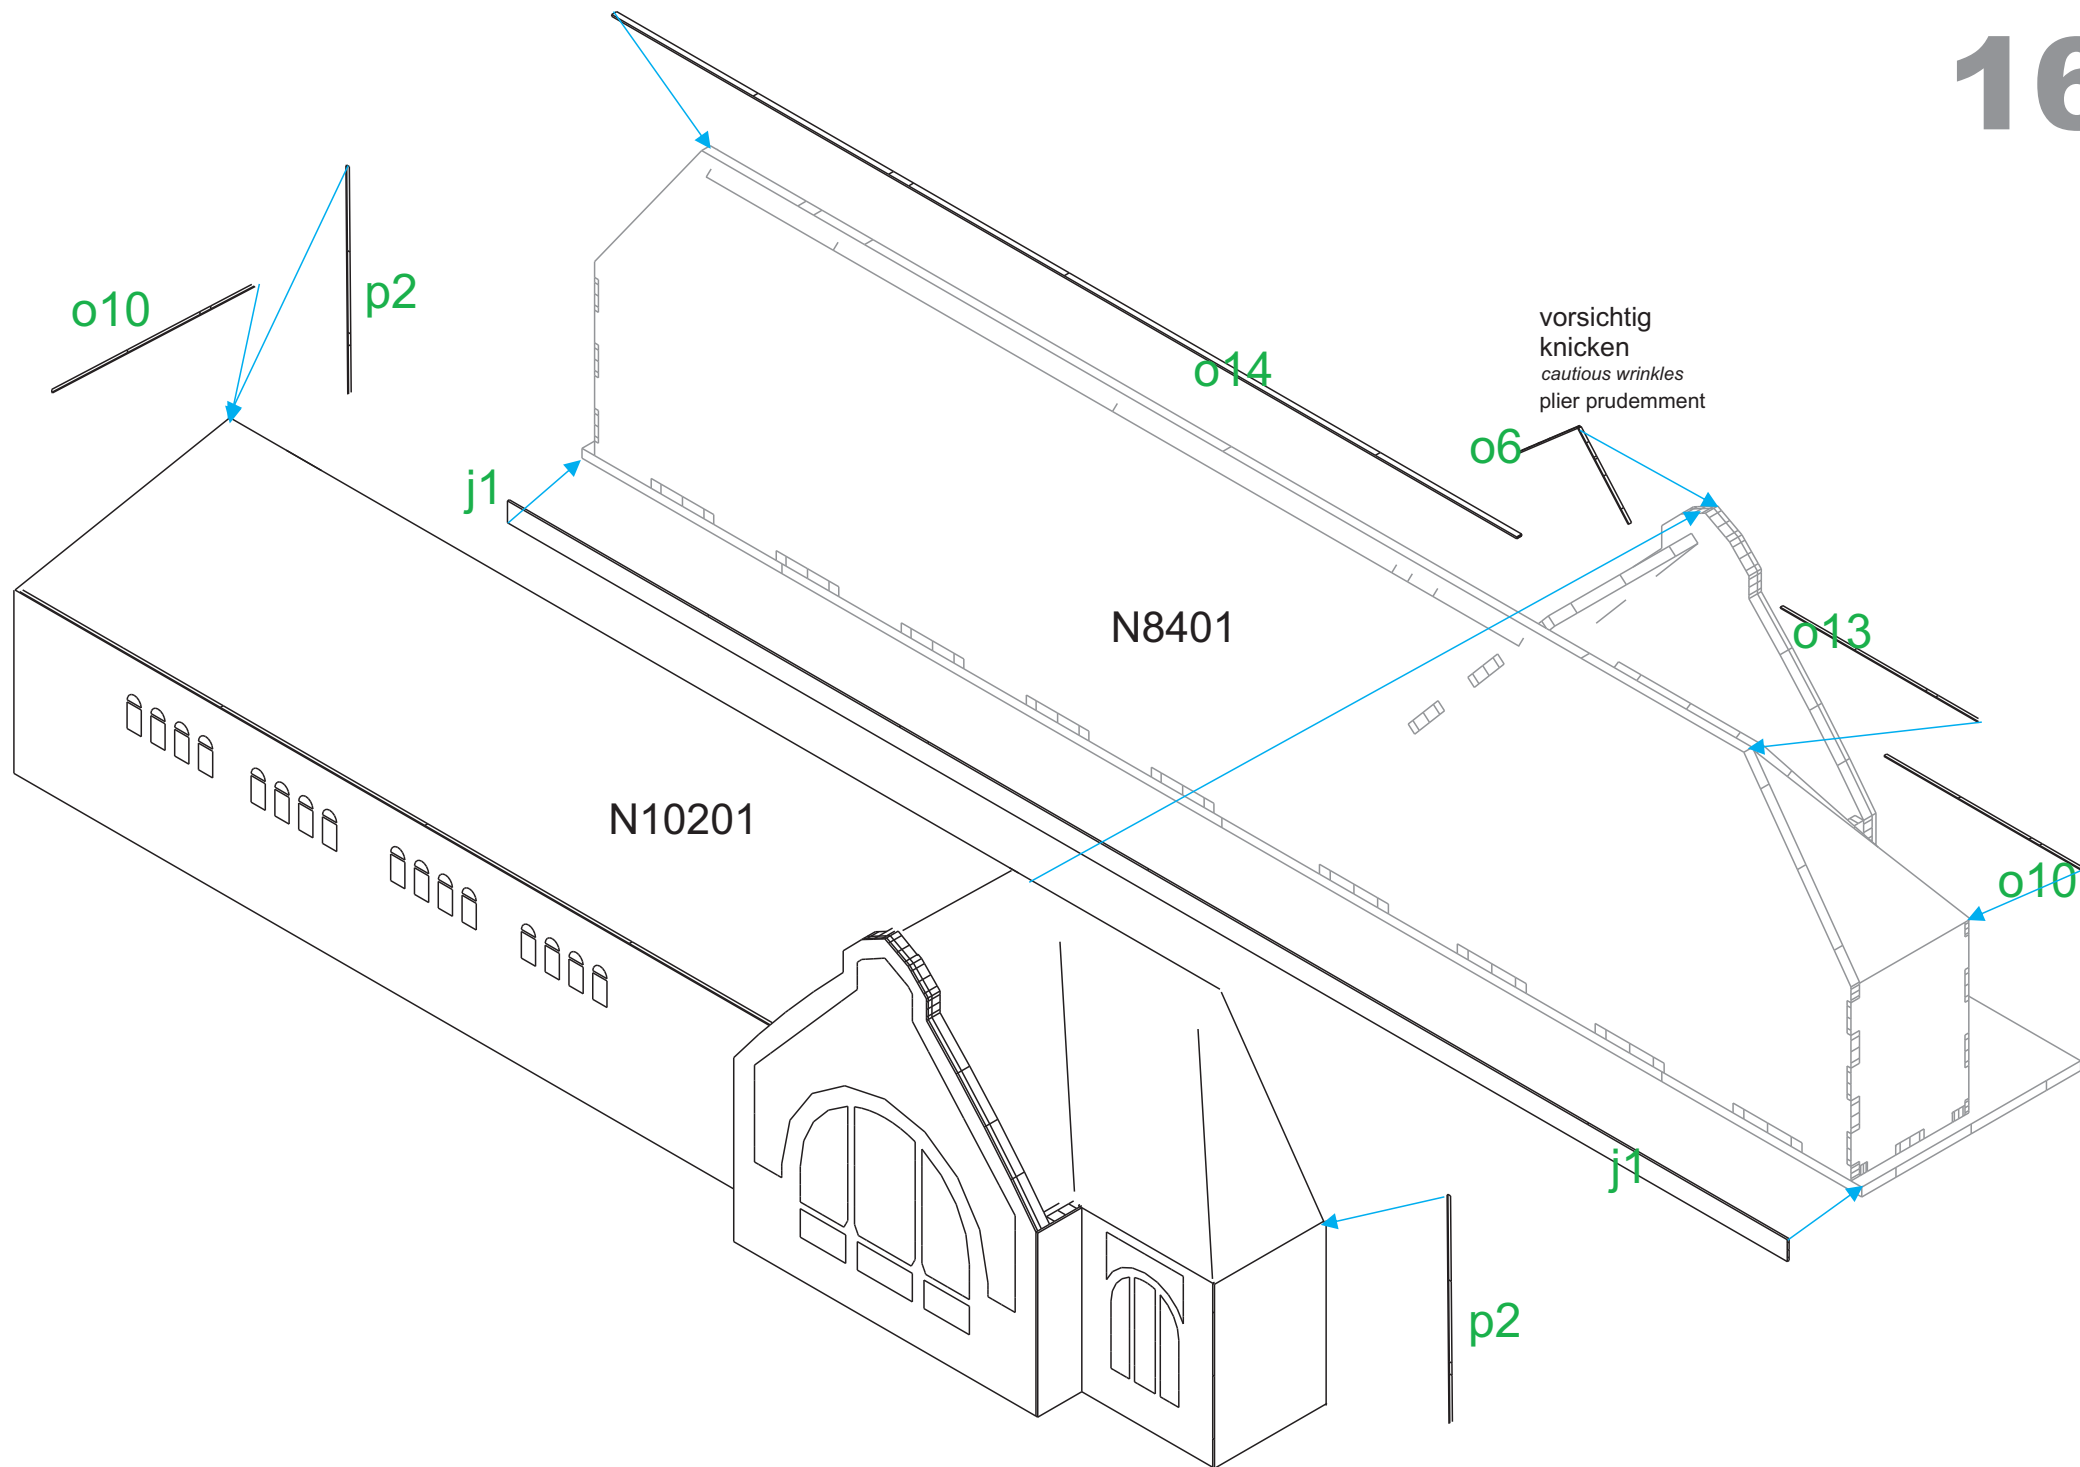 16
p2
o10
vorsichtig
knicken
cautious wrinkles
plier prudemment
o14
o6
j1
N8401
o13
N10201
o10
j1
p2